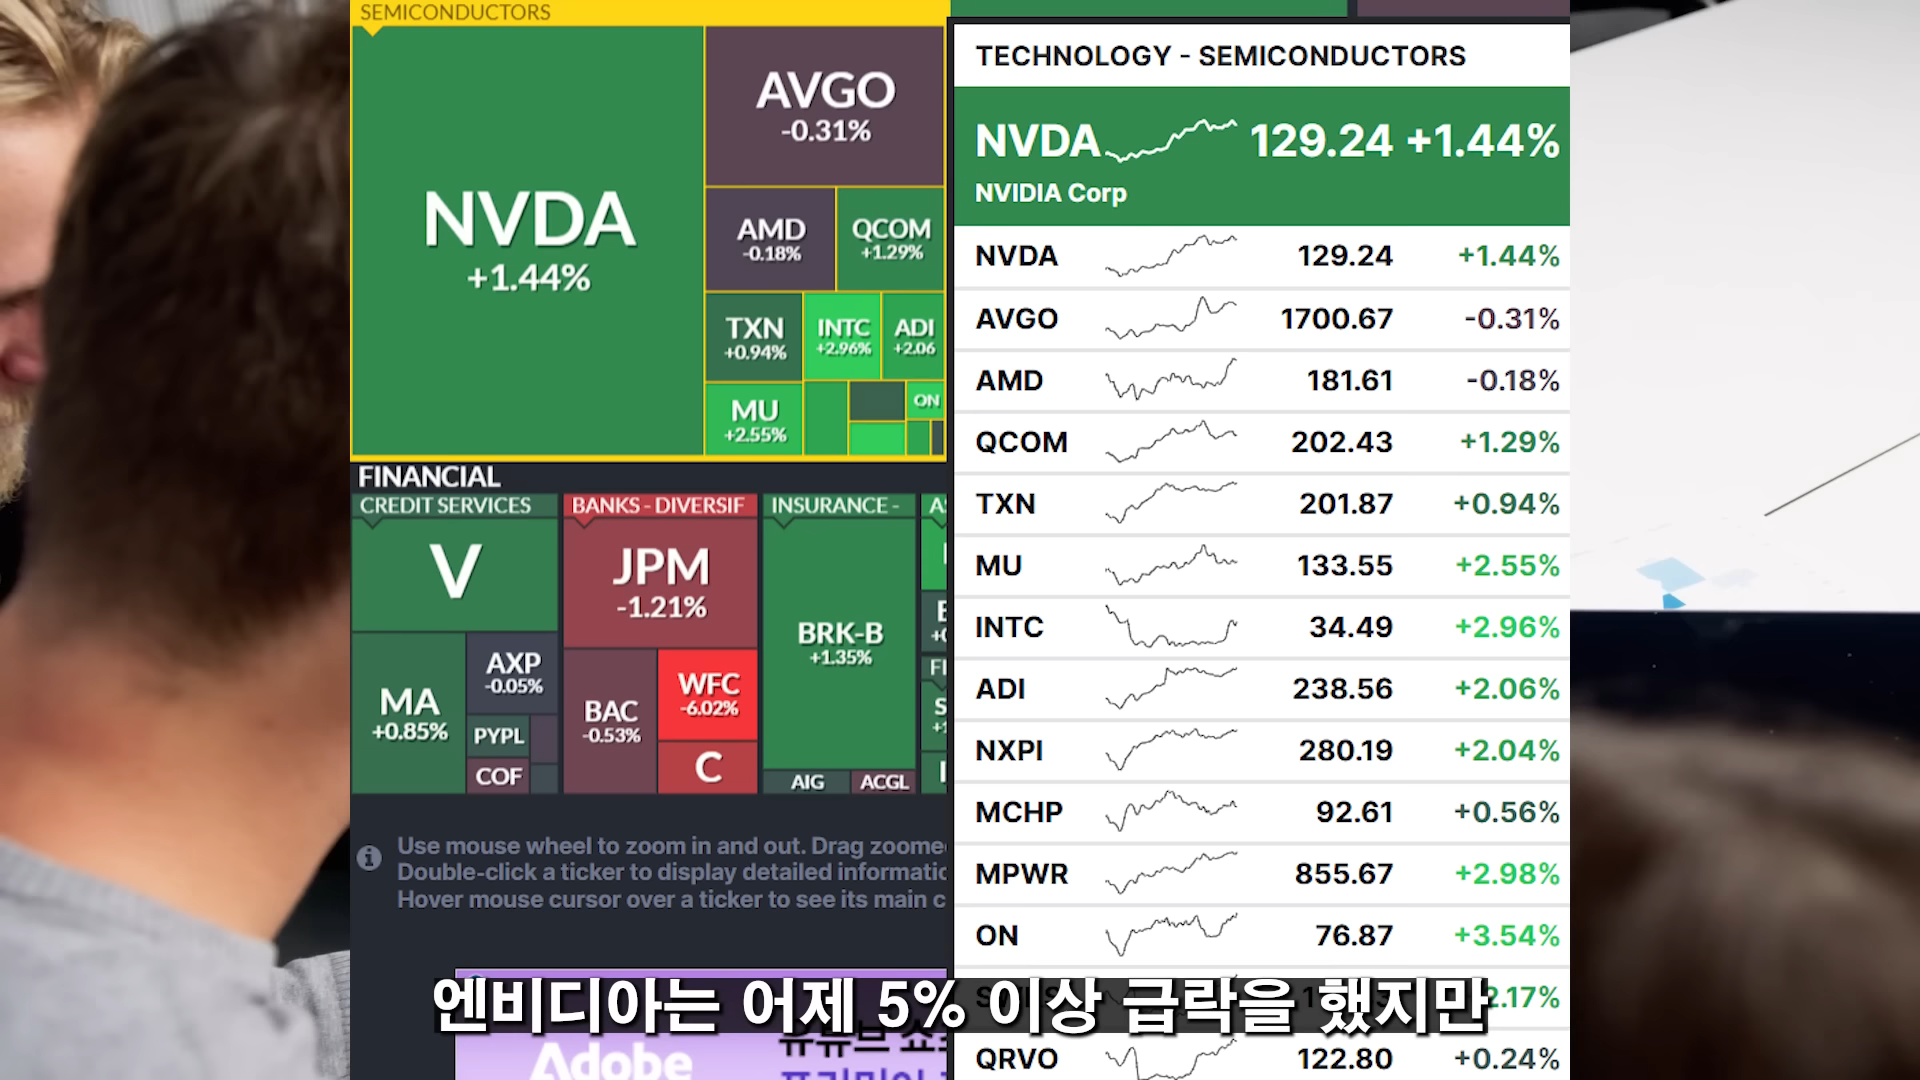 SEMICONDUCTORS
NVDA
+1.44%
AVGO
-0.31%
AMD
-0.18%
QCOM
+1.29%
TXN
+0.94%
INTC
+2.96%
ADI
+2.06
MU
+2.55%
ON
FINANCIAL
CREDIT SERVICES
V
MA
+0.85%
AXP
-0.05%
PYPL
COF
BANKS - DIVERSIF
JPM
-1.21%
BAC
-0.53%
WFC
-6.02%
C
INSURANCE -
BRK-B
+1.35%
AIG
ACGL
Use mouse wheel to zoom in and out. Drag zoome
Double-click a ticker to display detailed informatio
Hover mouse cursor over a ticker to see its main c
TECHNOLOGY - SEMICONDUCTORS
NVDA 129.24 +1.44%
NVIDIA Corp
NVDA 129.24 +1.44%
AVGO 1700.67 -0.31%
AMD 181.61 -0.18%
QCOM 202.43 +1.29%
TXN 201.87 +0.94%
MU 133.55 +2.55%
INTC 34.49 +2.96%
ADI 238.56 +2.06%
NXPI 280.19 +2.04%
MCHP 92.61 +0.56%
MPWR 855.67 +2.98%
ON 76.87 +3.54%
2.17%
QRVO 122.80 +0.24%
엔비디아는 어제 5% 이상 급락을 했지만
Adobe